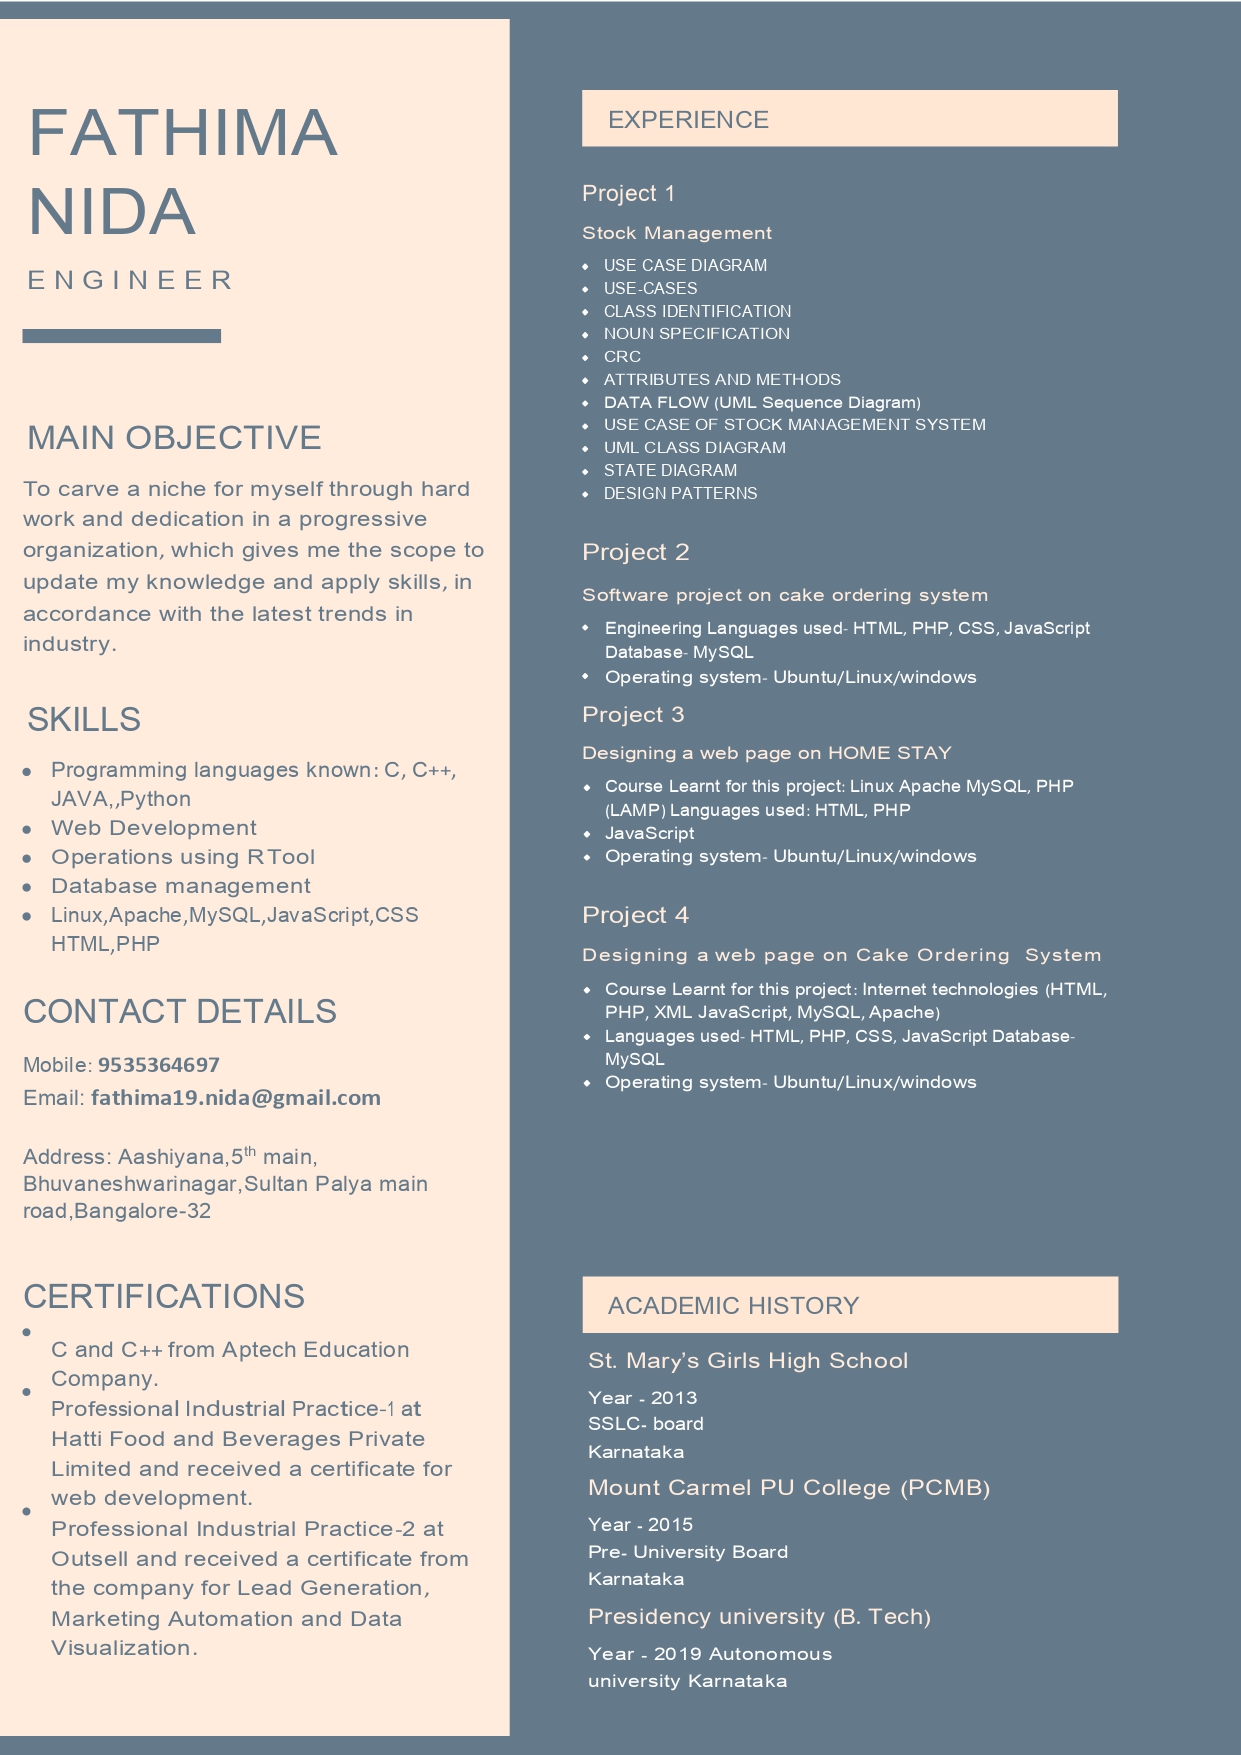 FATHIMA
NIDA
ENGINEER
MAIN OBJECTIVE
To carve a niche for myself through hard
work and dedication in a progressive
organization, which gives me the scope to
update my knowledge and apply skills, in
accordance with the latest trends in
industry.
SKILLS
• Programming languages known: C, C++,
JAVA,,Python
• Web Development
• Operations using R Tool
• Database management
• Linux,Apache,MySQL,JavaScript,CSS
HTML,PHP
CONTACT DETAILS
Mobile: 9535364697
Email: fathima19.nida@gmail.com
Address: Aashiyana,5th main,
Bhuvaneshwarinagar,Sultan Palya main
road,Bangalore-32
CERTIFICATIONS
• C and C++ from Aptech Education
Company.
• Professional Industrial Practice-1 at
Hatti Food and Beverages Private
Limited and received a certificate for
web development.
• Professional Industrial Practice-2 at
Outsell and received a certificate from
the company for Lead Generation,
Marketing Automation and Data
Visualization.
EXPERIENCE
Project 1
Stock Management
• USE CASE DIAGRAM
• USE-CASES
• CLASS IDENTIFICATION
• NOUN SPECIFICATION
• CRC
• ATTRIBUTES AND METHODS
• DATA FLOW (UML Sequence Diagram)
• USE CASE OF STOCK MANAGEMENT SYSTEM
• UML CLASS DIAGRAM
• STATE DIAGRAM
• DESIGN PATTERNS
Project 2
Software project on cake ordering system
• Engineering Languages used- HTML, PHP, CSS, JavaScript
Database- MySQL
• Operating system- Ubuntu/Linux/windows
Project 3
Designing a web page on HOME STAY
• Course Learnt for this project: Linux Apache MySQL, PHP
(LAMP) Languages used: HTML, PHP
• JavaScript
• Operating system- Ubuntu/Linux/windows
Project 4
Designing a web page on Cake Ordering System
• Course Learnt for this project: Internet technologies (HTML,
PHP, XML JavaScript, MySQL, Apache)
• Languages used- HTML, PHP, CSS, JavaScript Database-
MySQL
• Operating system- Ubuntu/Linux/windows
ACADEMIC HISTORY
St. Mary’s Girls High School
Year - 2013
SSLC- board
Karnataka
Mount Carmel PU College (PCMB)
Year - 2015
Pre- University Board
Karnataka
Presidency university (B. Tech)
Year - 2019 Autonomous
university Karnataka